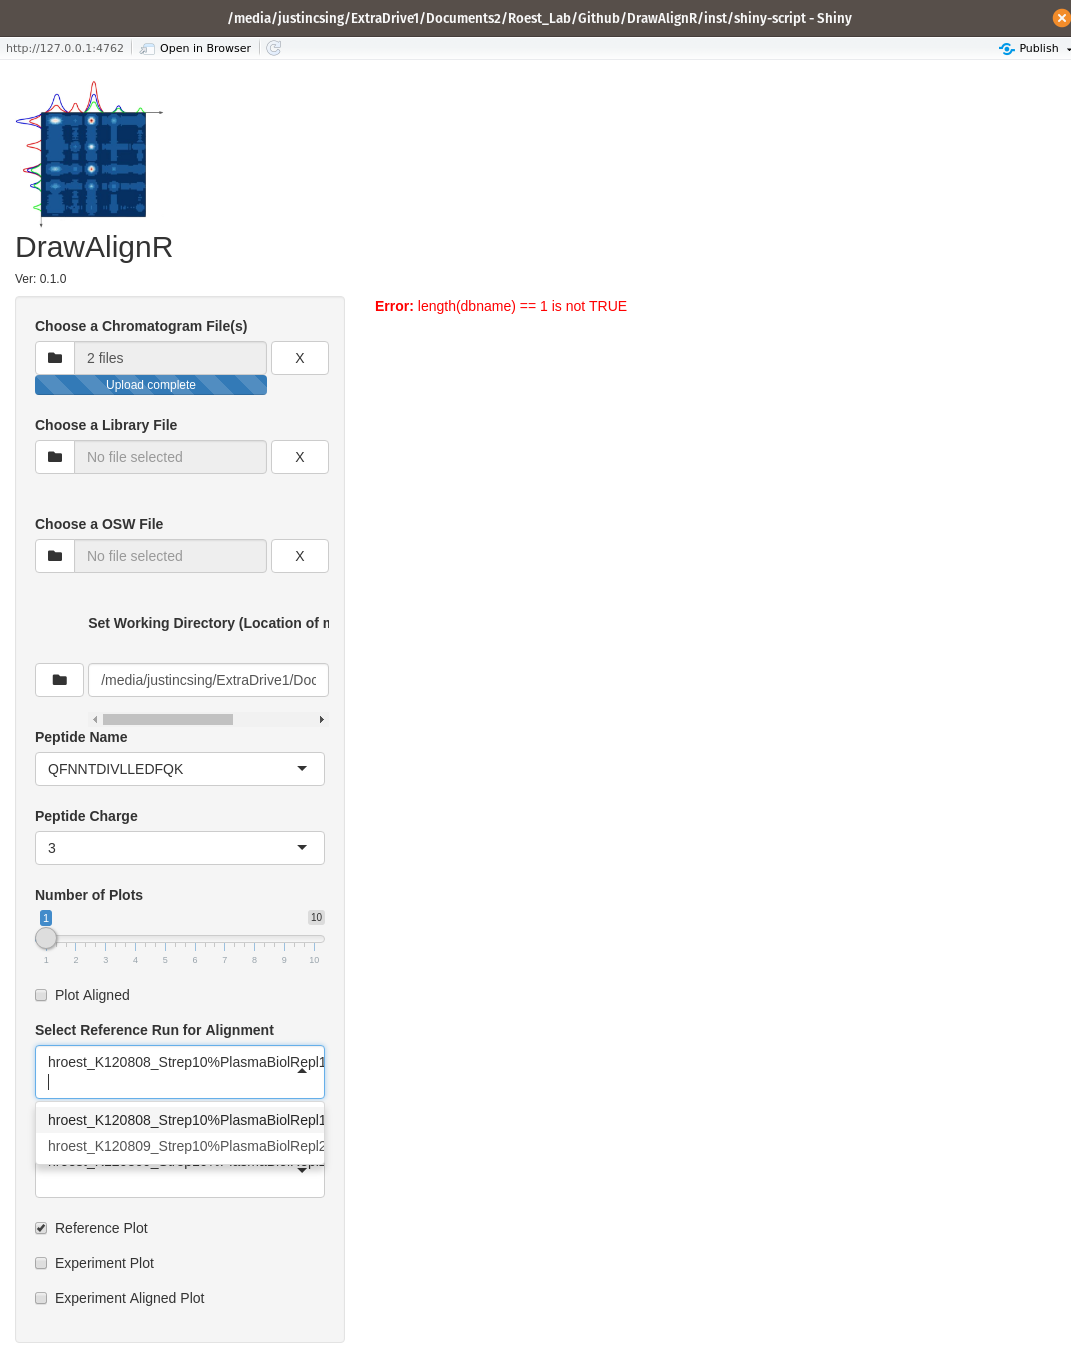 /media/justincsing/ExtraDrive1/Documents2/Roest_Lab/Github/DrawAlignR/inst/shiny-script - Shiny
http://127.0.0.1:4762 Open in Browser Publish
DrawAlignR
Ver: 0.1.0
Error: length(dbname) == 1 is not TRUE
Choose a Chromatogram File(s)
2 files X
Upload complete
Choose a Library File
No file selected X
Choose a OSW File
No file selected X
Set Working Directory (Location of
/media/justincsing/ExtraDrive1/Doc
Peptide Name
QFNNTDIVLLEDFQK
Peptide Charge
3
Number of Plots
1 10
1 2 3 4 5 6 7 8 9 10
Plot Aligned
Select Reference Run for Alignment
hroest_K120808_Strep10%PlasmaBiolRepl1
hroest_K120808_Strep10%PlasmaBiolRepl1
hroest_K120809_Strep10%PlasmaBiolRepl2
Reference Plot
Experiment Plot
Experiment Aligned Plot